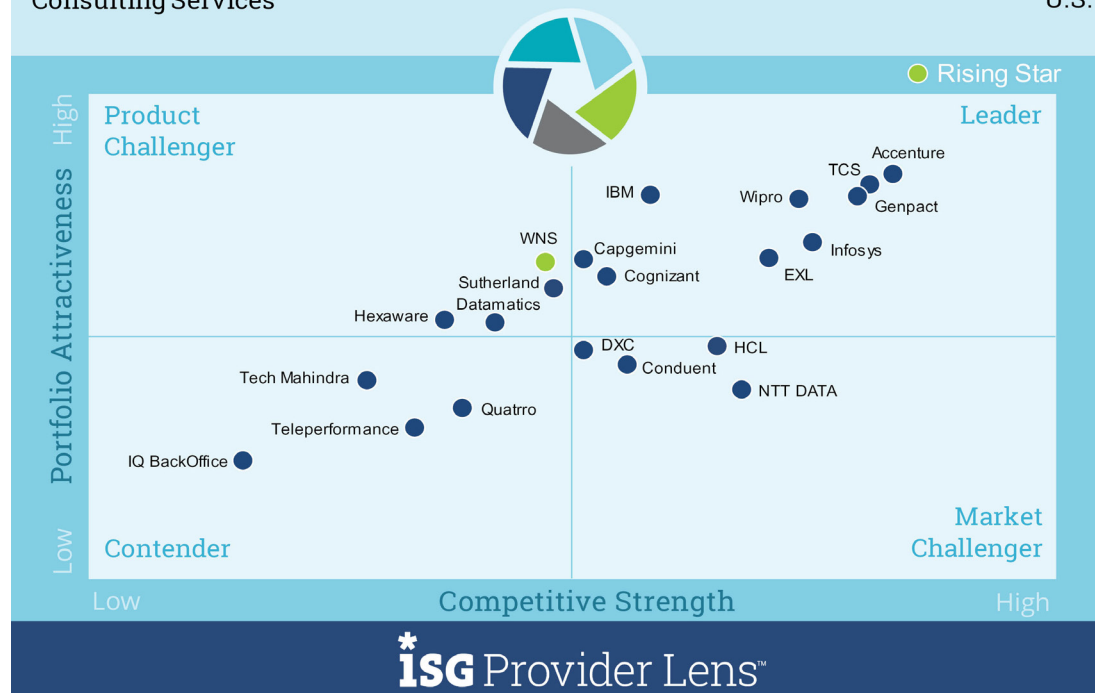 Consulting Services
U.S.
Rising Star
High
Product
Challenger
Leader
Accenture
TCS
IBM
Wipro
Genpact
WNS
Capgemini
Infosys
Sutherland
Cognizant
EXL
Datamatics
Hexaware
DXC
HCL
Conduent
Tech Mahindra
NTT DATA
Quatrro
Teleperformance
IQ BackOffice
Portfolio Attractiveness
Market
Challenger
Contender
Low
Low
Competitive Strength
High
*ISG Provider Lens™